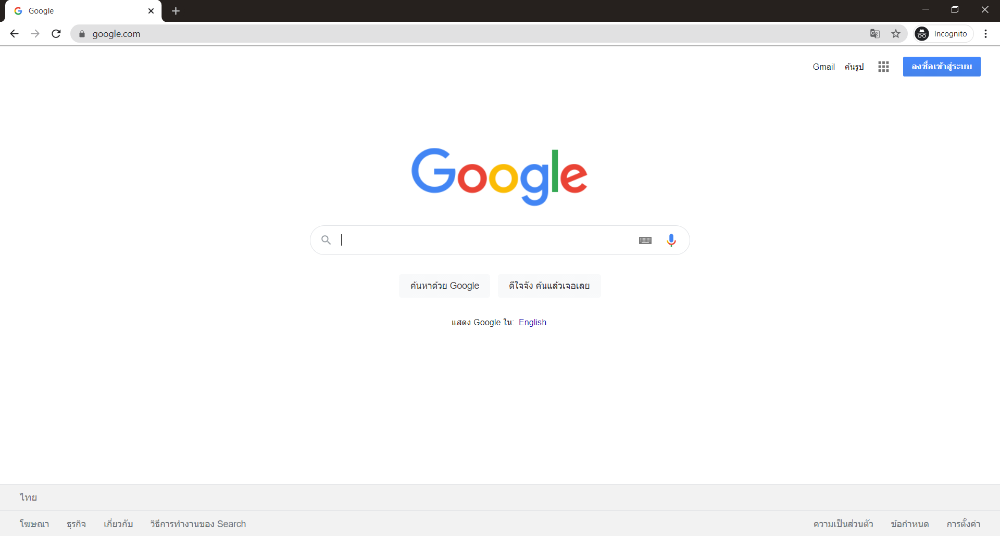 Google
google.com
Incognito
Gmail ค้นรูป ลงชื่อเข้าสู่ระบบ
Google
ค้นหาด้วย Google ดีใจจัง ค้นแล้วเจอเลย
แสดง Google ใน: English
ไทย
โฆษณา ธุรกิจ เกี่ยวกับ วิธีการทำงานของ Search ความเป็นส่วนตัว ข้อกำหนด การตั้งค่า